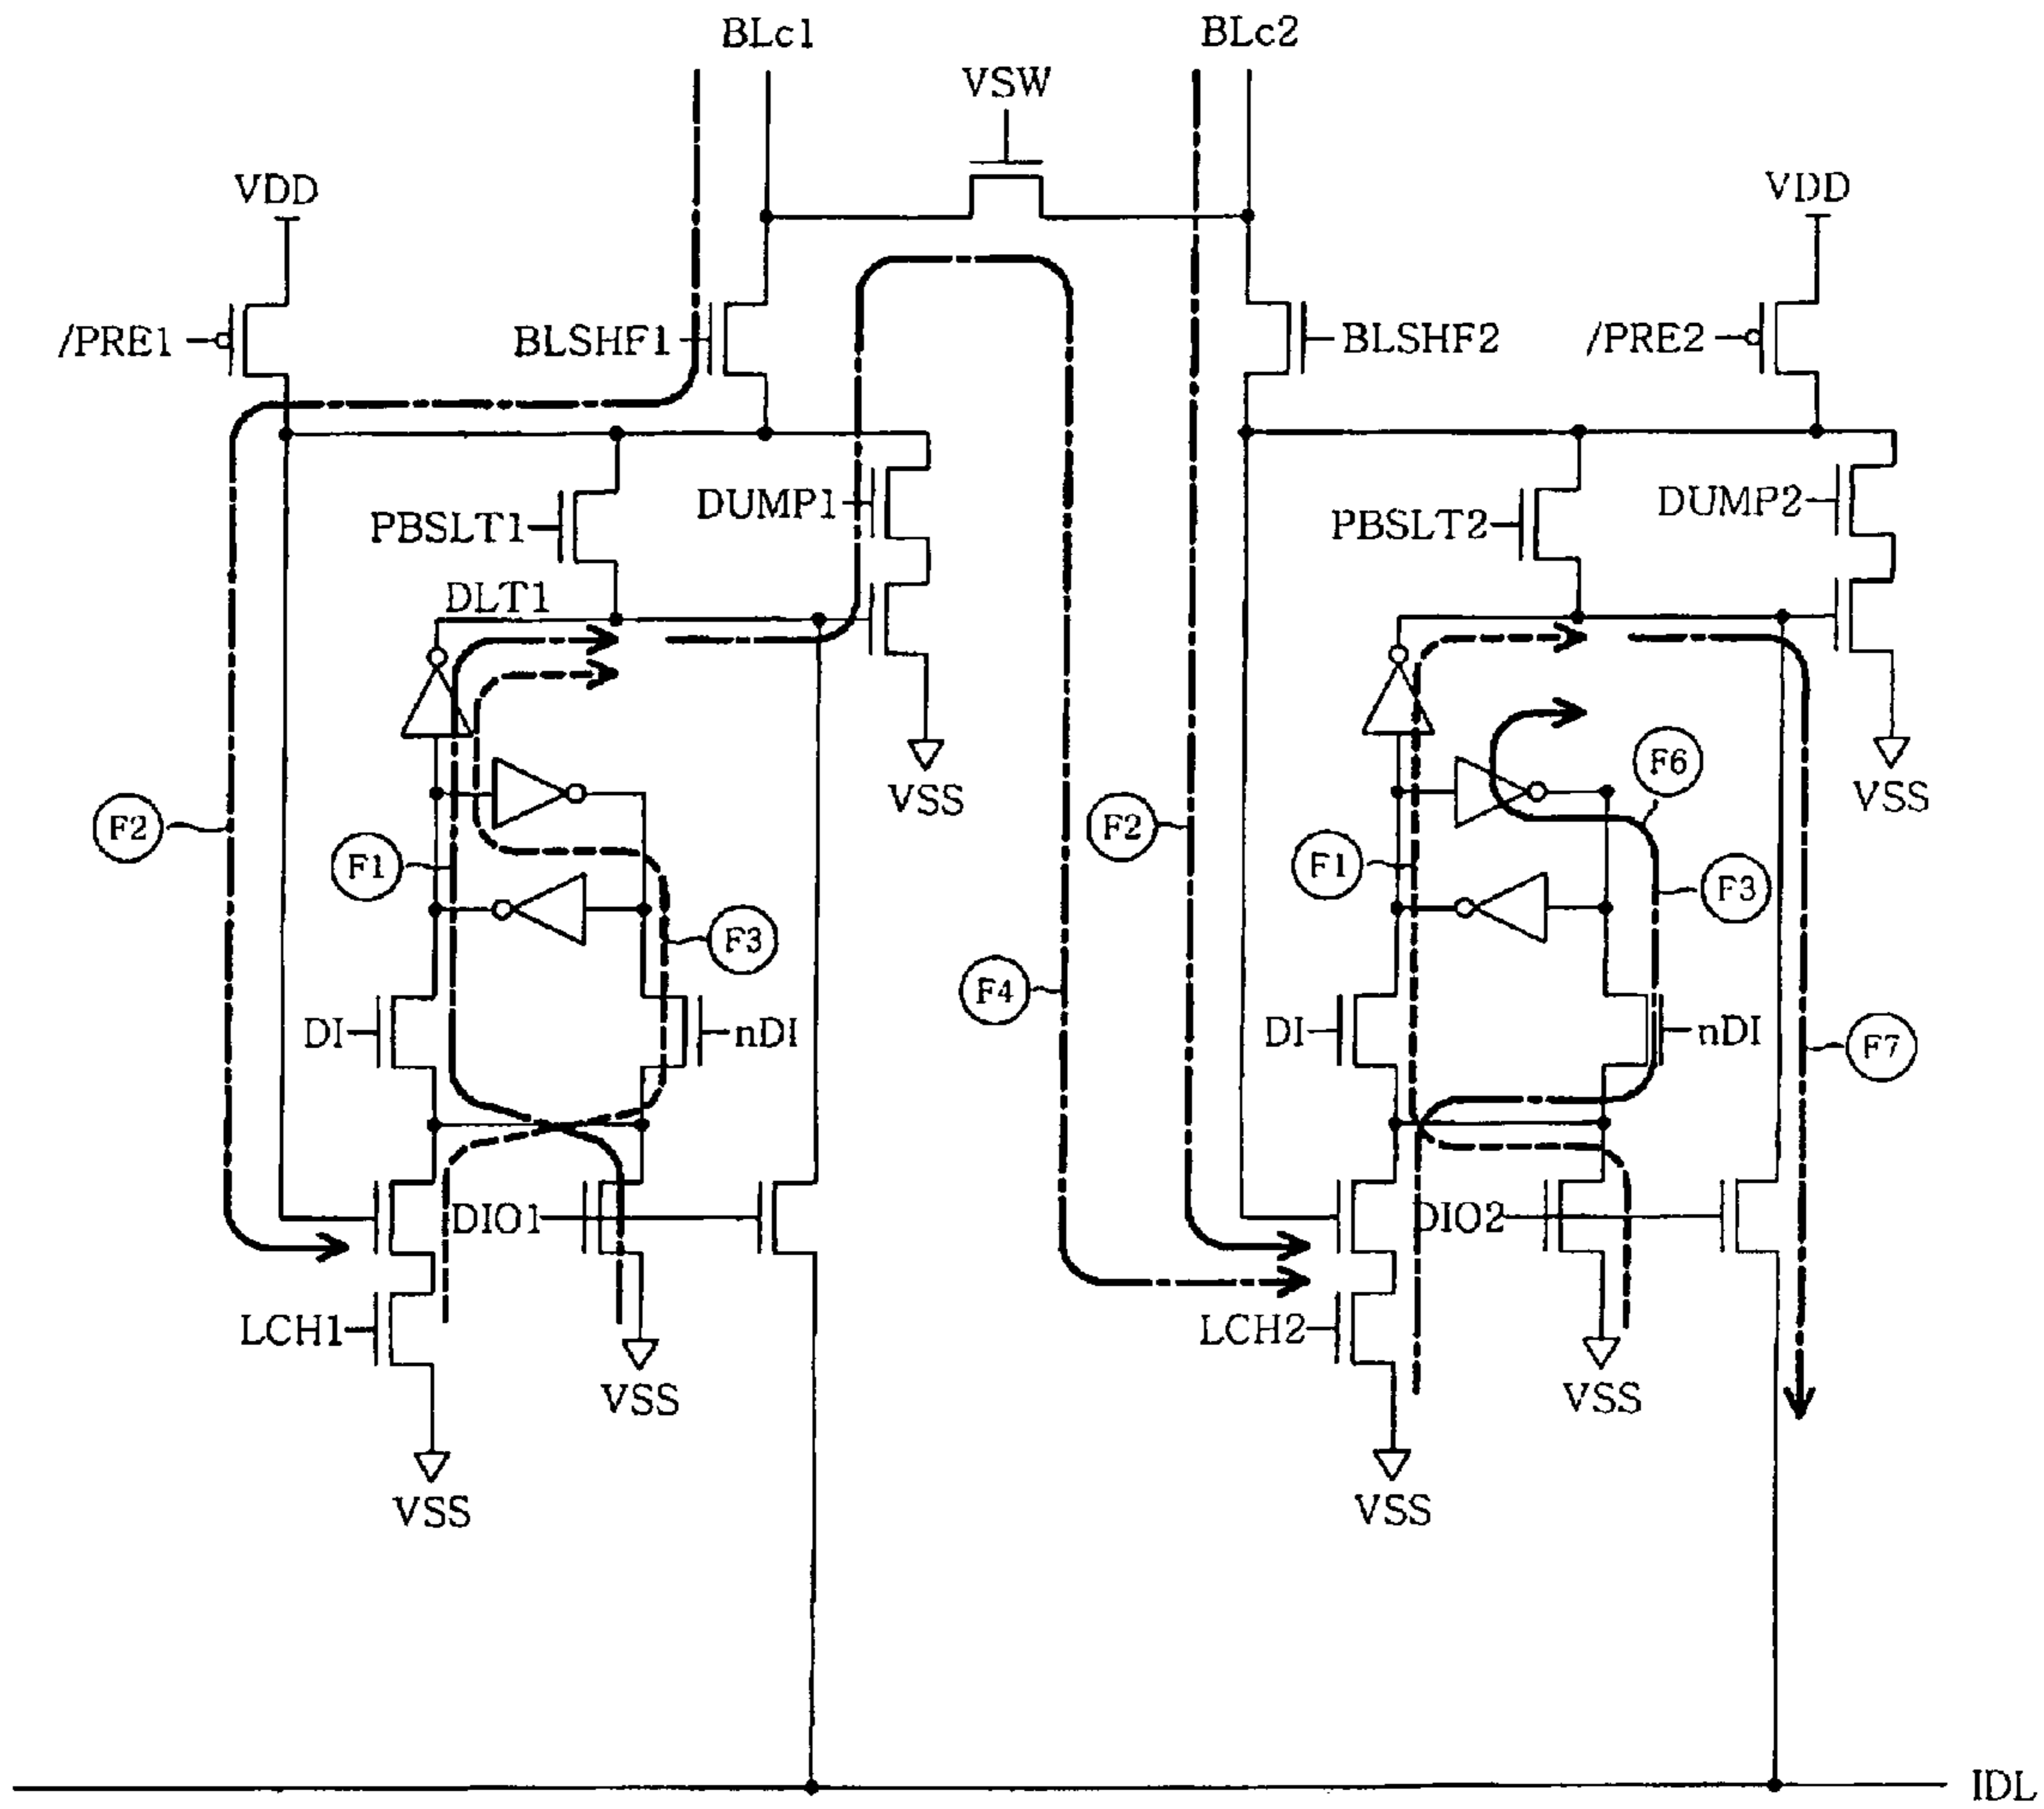 BLc1
BLc2
VSW
VDD
VDD
/PRE1
BLSHF1
BLSHF2
/PRE2
PBSLT1
DUMP1
PBSLT2
DUMP2
DLT1
VSS
VSS
F2
F1
F3
F4
F2
F1
F6
F3
F7
DI
nDI
DI
nDI
DIO1
DIO2
LCH1
LCH2
VSS
VSS
VSS
VSS
IDL